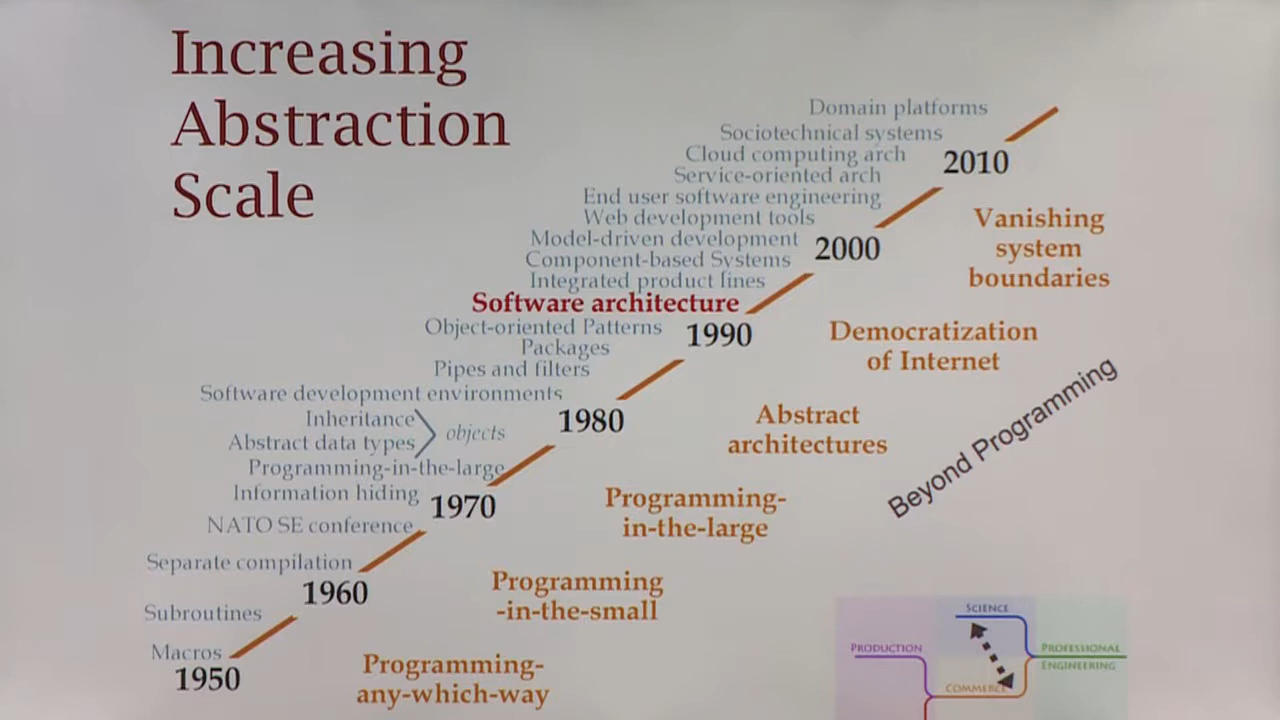 Increasing
Abstraction
Scale
Domain platforms
Sociotechnical systems
Cloud computing arch
2010
Service-oriented arch
End user software engineering
Web development tools
Vanishing
system
boundaries
Model-driven development
2000
Component-based Systems
Integrated product lines
Software architecture
Object-oriented Patterns
1990
Democratization
of Internet
Packages
Pipes and filters
Software development environments
Inheritance
Abstract data types
objects
1980
Abstract
architectures
Beyond Programming
Programming-in-the-large
Information hiding
1970
Programming-
in-the-large
NATO SE conference
Separate compilation
1960
Programming
-in-the-small
Subroutines
Macros
1950
Programming-
any-which-way
SCIENCE
PRODUCTION
PROFESSIONAL
ENGINEERING
COMMERCE